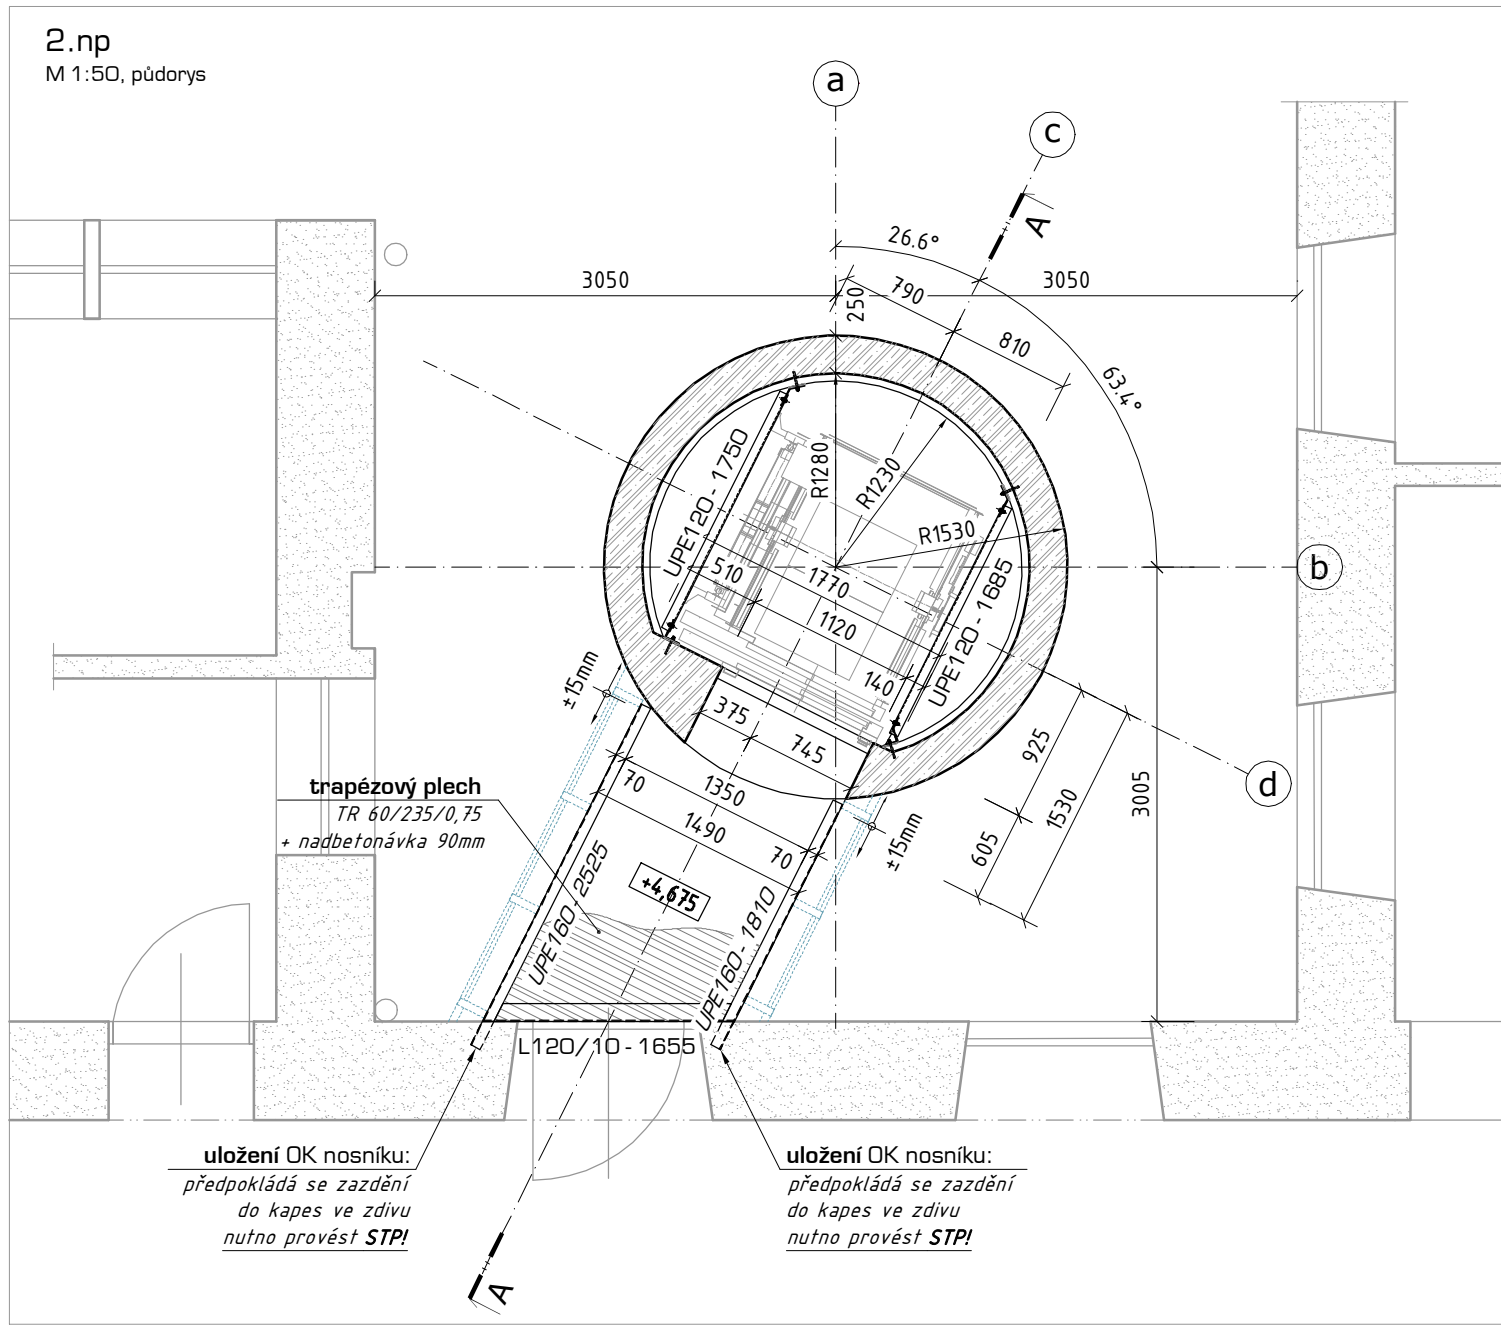 2.np
M 1:50, půdorys
a
c
A
26.6°
3050
3050
790
250
810
63.4°
UPE120 - 1750
R1280
R1230
R1530
b
510
1770
1120
140
UPE120 - 1685
±15mm
375
745
925
3005
d
trapézový plech
TR 60/235/0,75
+ nadbetonávka 90mm
70
1350
1490
70
±15mm
1530
605
UPE160 - 2525
+4,675
UPE160 - 1810
L120/10 - 1655
uložení OK nosníku:
předpokládá se zazdění
do kapes ve zdivu
nutno provést STP!
uložení OK nosníku:
předpokládá se zazdění
do kapes ve zdivu
nutno provést STP!
A